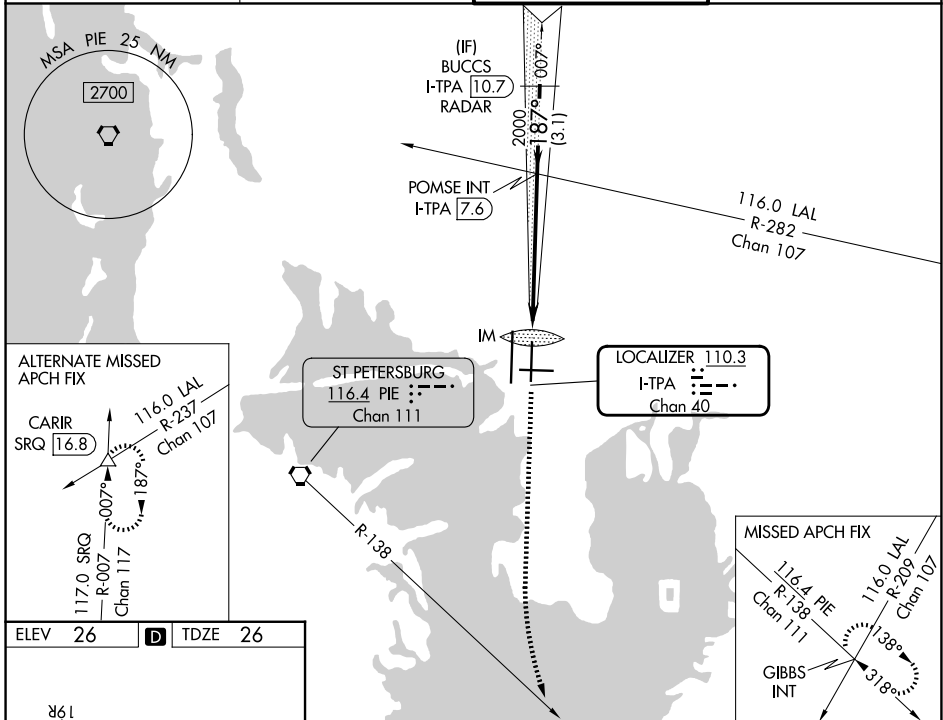 MSA PIE 25 NM
2700
(IF)
BUCCS
I-TPA 10.7
RADAR
007°
2000
187°
(3.1)
POMSE INT
I-TPA 7.6
116.0 LAL
R-282
Chan 107
IM
ALTERNATE MISSED
APCH FIX
CARIR
SRQ 16.8
116.0 LAL
R-237
Chan 107
007°
187°
117.0 SRQ
R-007
Chan 117
ST PETERSBURG
116.4 PIE
Chan 111
LOCALIZER 110.3
I-TPA
Chan 40
R-138
MISSED APCH FIX
116.4 PIE
R-138
Chan 111
116.0 LAL
R-209
Chan 107
138°
318°
GIBBS
INT
ELEV 26 D TDZE 26
19R